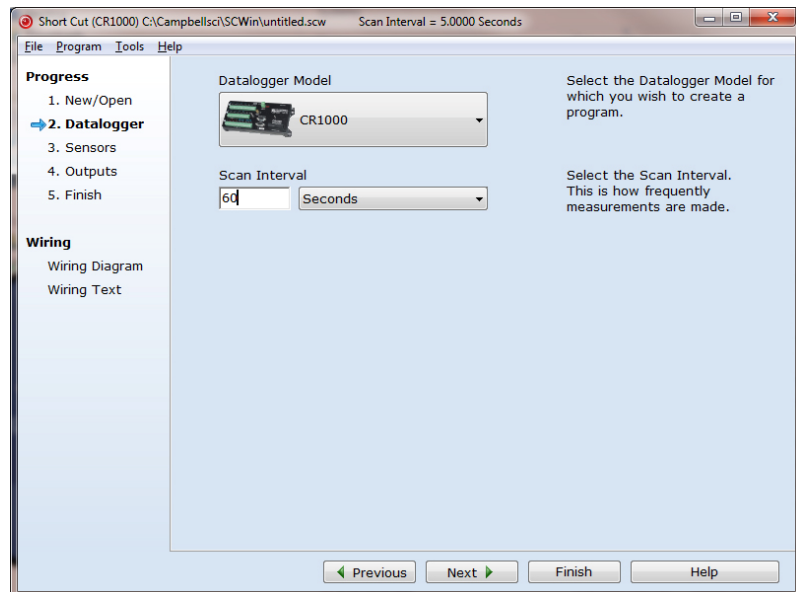 Short Cut (CR1000) C:\Campbellsci\SCWin\untitled.scw Scan Interval = 5.0000 Seconds
File Program Tools Help
Progress
1. New/Open
2. Datalogger
3. Sensors
4. Outputs
5. Finish
Wiring
Wiring Diagram
Wiring Text
Datalogger Model
CR1000
Select the Datalogger Model for
which you wish to create a
program.
Scan Interval
60 Seconds
Select the Scan Interval.
This is how frequently
measurements are made.
Previous Next Finish Help